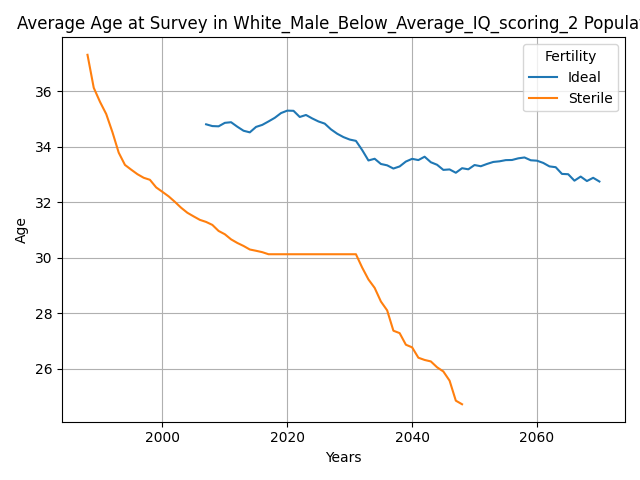 Average Age at Survey in White_Male_Below_Average_IQ_scoring_2 Populat
Fertility
Ideal
Sterile
36
34
32
30
28
26
Age
2000 2020 2040 2060
Years